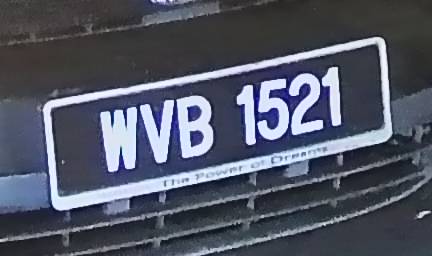 WVB 1521
The Power of Dreams